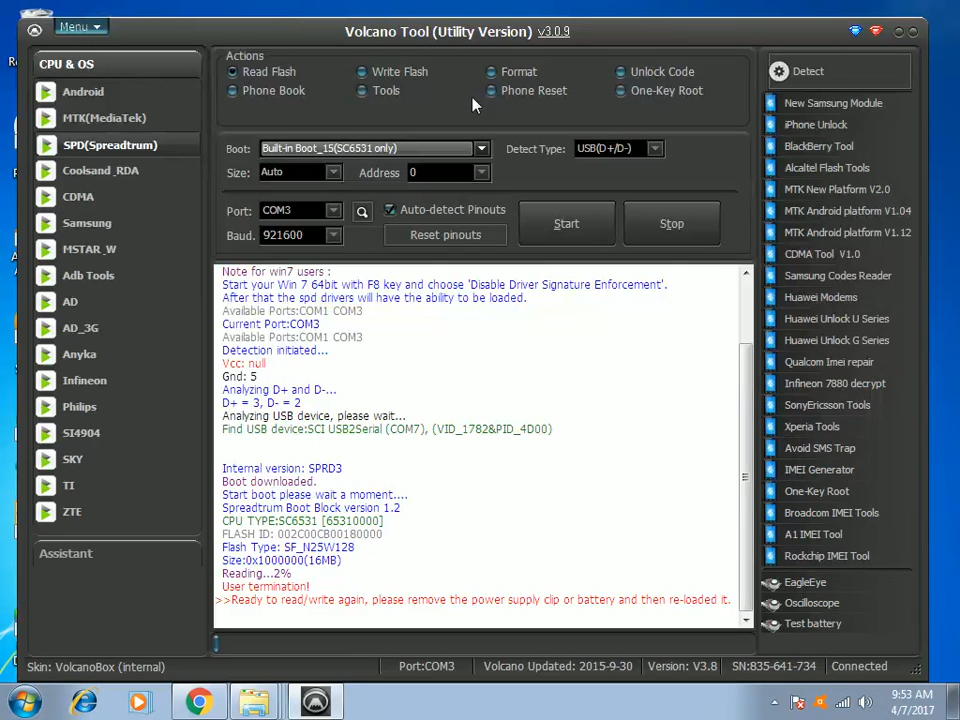 Menu
Volcano Tool (Utility Version) v3.0.9
CPU & OS
Android
MTK(MediaTek)
SPD(Spreadtrum)
Coolsand_RDA
CDMA
Samsung
MSTAR_W
Adb Tools
AD
AD_3G
Anyka
Infineon
Philips
SI4904
SKY
TI
ZTE
Assistant
Actions
Read Flash
Write Flash
Format
Unlock Code
Phone Book
Tools
Phone Reset
One-Key Root
Boot: Built-in Boot_15(SC6531 only)
Detect Type: USB(D+/D-)
Size: Auto
Address 0
Port: COM3
Auto-detect Pinouts
Baud. 921600
Reset pinouts
Start
Stop
Note for win7 users :
Start your Win 7 64bit with F8 key and choose 'Disable Driver Signature Enforcement'.
After that the spd drivers will have the ability to be loaded.
Available Ports:COM1 COM3
Current Port:COM3
Available Ports:COM1 COM3
Detection initiated...
Vcc: null
Gnd: 5
Analyzing D+ and D-...
D+ = 3, D- = 2
Analyzing USB device, please wait...
Find USB device:SCI USB2Serial (COM7), (VID_1782&PID_4D00)
Internal version: SPRD3
Boot downloaded.
Start boot please wait a moment....
Spreadtrum Boot Block version 1.2
CPU TYPE:SC6531 [65310000]
FLASH ID: 002C00CB00180000
Flash Type: SF_N25W128
Size:0x1000000(16MB)
Reading...2%
User termination!
>>Ready to read/write again, please remove the power supply clip or battery and then re-loaded it.
Detect
New Samsung Module
iPhone Unlock
BlackBerry Tool
Alcaltel Flash Tools
MTK New Platform V2.0
MTK Android platform V1.04
MTK Android platform V1.12
CDMA Tool V1.0
Samsung Codes Reader
Huawei Modems
Huawei Unlock U Series
Huawei Unlock G Series
Qualcom Imei repair
Infineon 7880 decrypt
SonyEricsson Tools
Xperia Tools
Avoid SMS Trap
IMEI Generator
One-Key Root
Broadcom IMEI Tools
A1 IMEI Tool
Rockchip IMEI Tool
EagleEye
Oscilloscope
Test battery
Skin: VolcanoBox (internal)
Port:COM3
Volcano Updated: 2015-9-30
Version: V3.8
SN:835-641-734
Connected
9:53 AM
4/7/2017